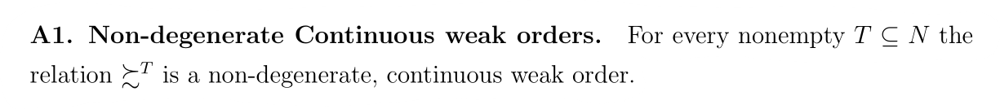 A1. Non-degenerate Continuous weak orders. For every nonempty T ⊆ N the
relation ≿ᵀ is a non-degenerate, continuous weak order.